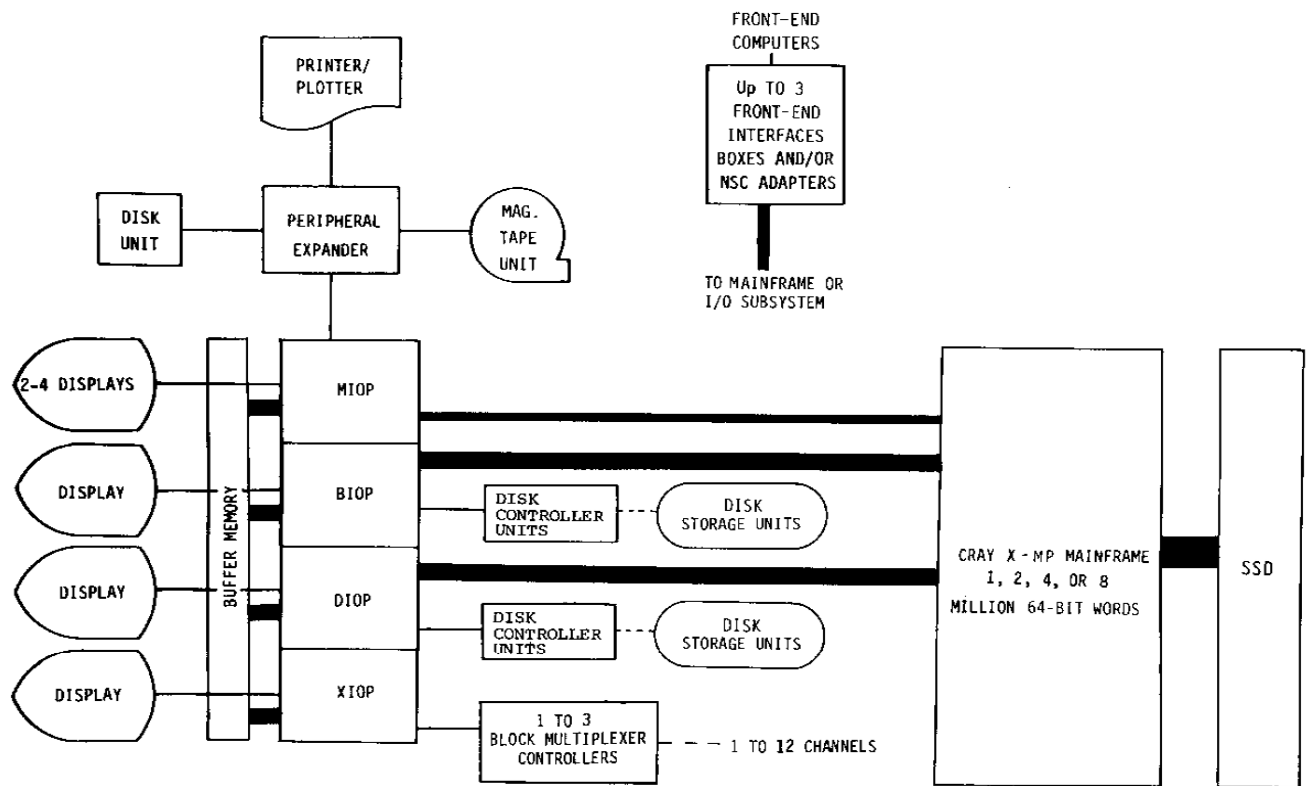 FRONT-END
COMPUTERS
PRINTER/
PLOTTER
Up TO 3
FRONT-END
INTERFACES
BOXES AND/OR
NSC ADAPTERS
DISK
UNIT
PERIPHERAL
EXPANDER
MAG.
TAPE
UNIT
TO MAINFRAME OR
I/O SUBSYSTEM
2-4 DISPLAYS
MIOP
DISPLAY
BUFFER MEMORY
BIOP
DISK
CONTROLLER
UNITS
DISK
STORAGE UNITS
CRAY X-MP MAINFRAME
1, 2, 4, OR 8
MILLION 64-BIT WORDS
SSD
DISPLAY
DIOP
DISK
CONTROLLER
UNITS
DISK
STORAGE UNITS
DISPLAY
XIOP
1 TO 3
BLOCK MULTIPLEXER
CONTROLLERS
1 TO 12 CHANNELS